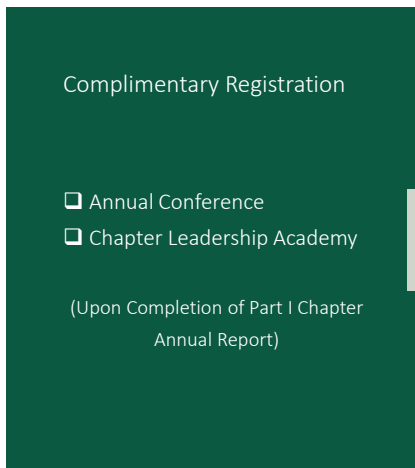 Complimentary Registration
❑ Annual Conference
❑ Chapter Leadership Academy
(Upon Completion of Part I Chapter
Annual Report)